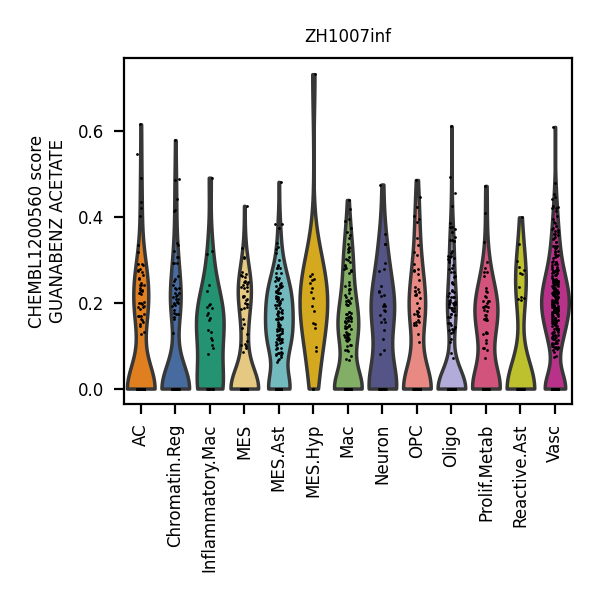 ZH1007inf
CHEMBL1200560 score
GUANABENZ ACETATE
0.6
0.4
0.2
0.0
AC
Chromatin.Reg
Inflammatory.Mac
MES
MES.Ast
MES.Hyp
Mac
Neuron
OPC
Oligo
Prolif.Metab
Reactive.Ast
Vasc